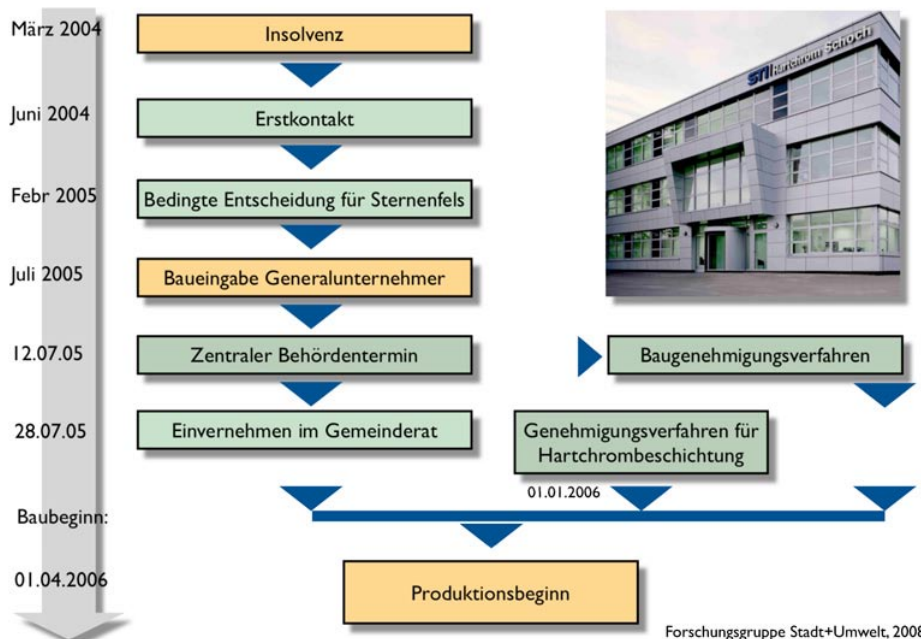 März 2004
Insolvenz
STI Hartchrom Schoch
Juni 2004
Erstkontakt
Febr 2005
Bedingte Entscheidung für Sternenfels
Juli 2005
Baueingabe Generalunternehmer
12.07.05
Zentraler Behördentermin
Baugenehmigungsverfahren
28.07.05
Einvernehmen im Gemeinderat
Genehmigungsverfahren für
Hartchrombeschichtung
01.01.2006
Baubeginn:
01.04.2006
Produktionsbeginn
Forschungsgruppe Stadt+Umwelt, 2008